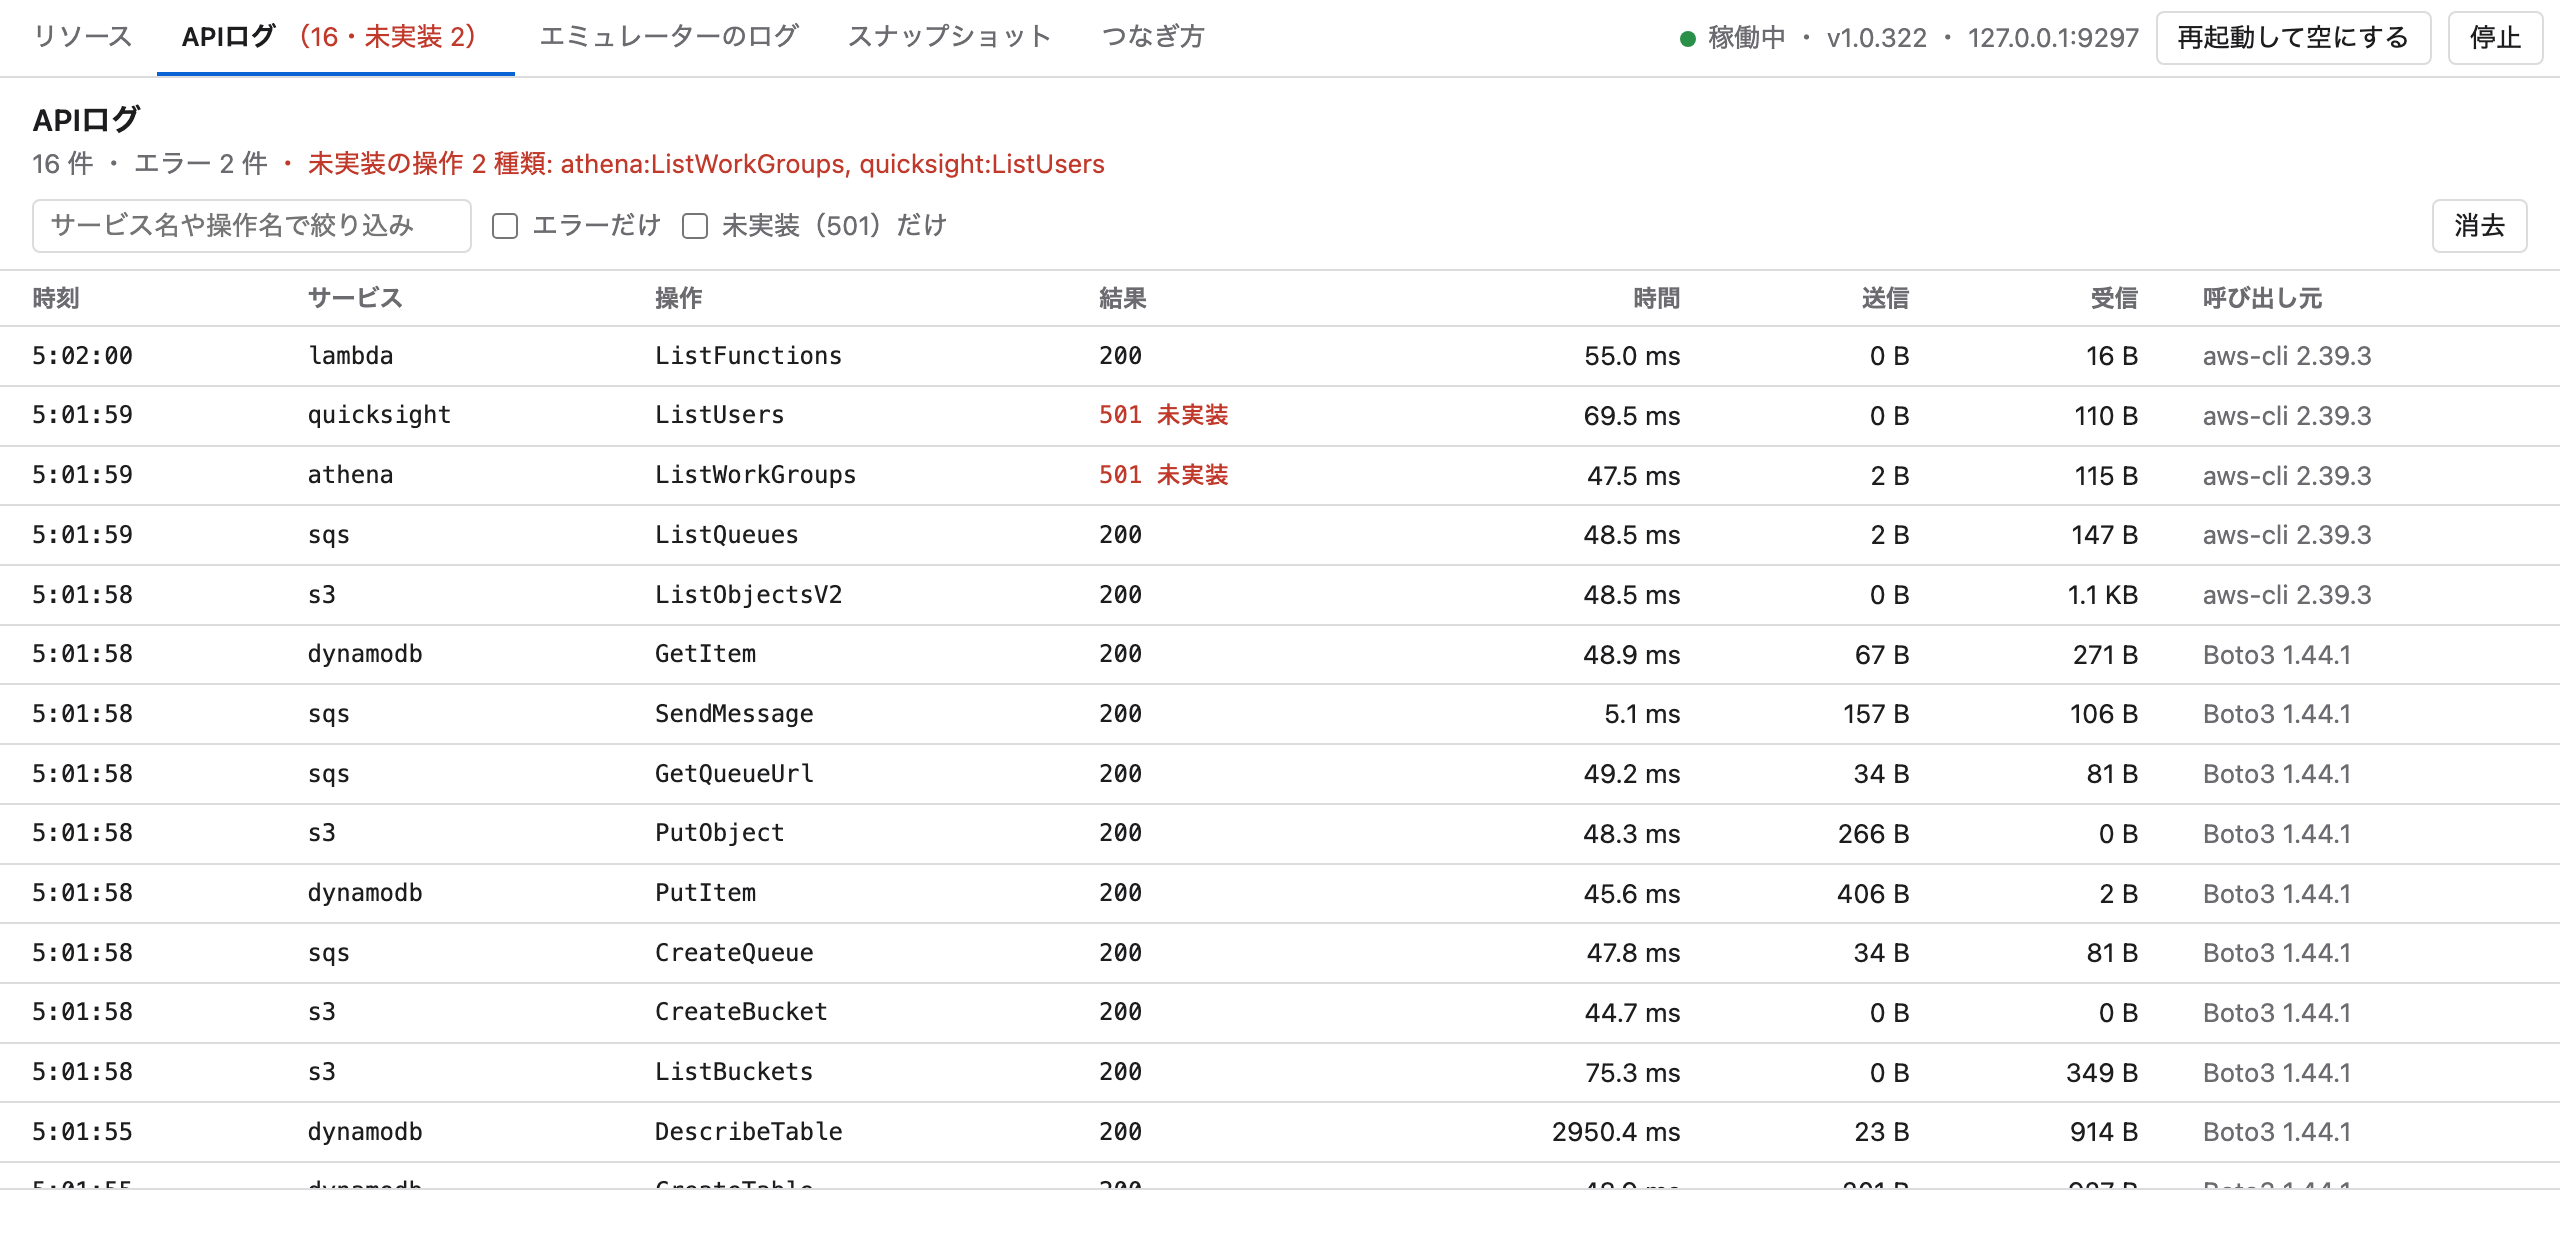 リソース APIログ （16・未実装 2） エミュレーターのログ スナップショット つなぎ方 稼働中 ・ v1.0.322 ・ 127.0.0.1:9297 再起動して空にする 停止
APIログ
16 件 ・ エラー 2 件 ・ 未実装の操作 2 種類: athena:ListWorkGroups, quicksight:ListUsers
サービス名や操作名で絞り込み エラーだけ 未実装（501）だけ 消去
時刻 サービス 操作 結果 時間 送信 受信 呼び出し元
5:02:00 lambda ListFunctions 200 55.0 ms 0 B 16 B aws-cli 2.39.3
5:01:59 quicksight ListUsers 501 未実装 69.5 ms 0 B 110 B aws-cli 2.39.3
5:01:59 athena ListWorkGroups 501 未実装 47.5 ms 2 B 115 B aws-cli 2.39.3
5:01:59 sqs ListQueues 200 48.5 ms 2 B 147 B aws-cli 2.39.3
5:01:58 s3 ListObjectsV2 200 48.5 ms 0 B 1.1 KB aws-cli 2.39.3
5:01:58 dynamodb GetItem 200 48.9 ms 67 B 271 B Boto3 1.44.1
5:01:58 sqs SendMessage 200 5.1 ms 157 B 106 B Boto3 1.44.1
5:01:58 sqs GetQueueUrl 200 49.2 ms 34 B 81 B Boto3 1.44.1
5:01:58 s3 PutObject 200 48.3 ms 266 B 0 B Boto3 1.44.1
5:01:58 dynamodb PutItem 200 45.6 ms 406 B 2 B Boto3 1.44.1
5:01:58 sqs CreateQueue 200 47.8 ms 34 B 81 B Boto3 1.44.1
5:01:58 s3 CreateBucket 200 44.7 ms 0 B 0 B Boto3 1.44.1
5:01:58 s3 ListBuckets 200 75.3 ms 0 B 349 B Boto3 1.44.1
5:01:55 dynamodb DescribeTable 200 2950.4 ms 23 B 914 B Boto3 1.44.1
5:01:55 dynamodb CreateTable 200 Boto3 1.44.1